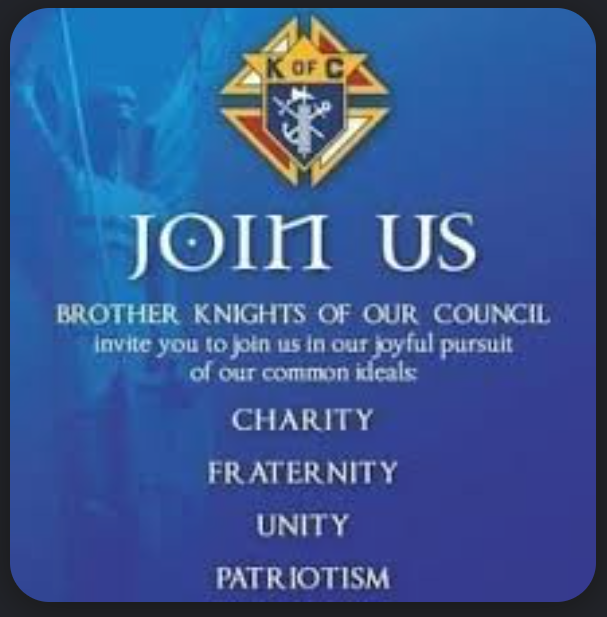 K OF C
JOIN US
BROTHER KNIGHTS OF OUR COUNCIL
invite you to join us in our joyful pursuit
of our common ideals:
CHARITY
FRATERNITY
UNITY
PATRIOTISM